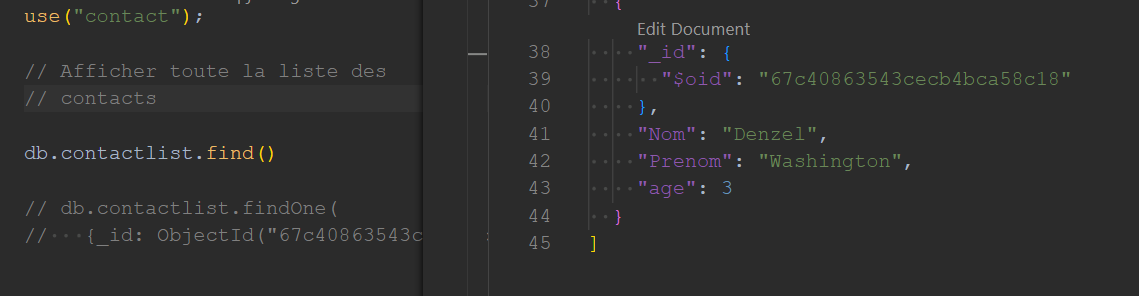 use("contact");
// Afficher toute la liste des
// contacts
db.contactlist.find()
// db.contactlist.findOne(
//   {_id: ObjectId("67c40863543c
37 {
Edit Document
38 "_id": {
39 "$oid": "67c40863543cecb4bca58c18"
40 },
41 "Nom": "Denzel",
42 "Prenom": "Washington",
43 "age": 3
44 }
45 ]